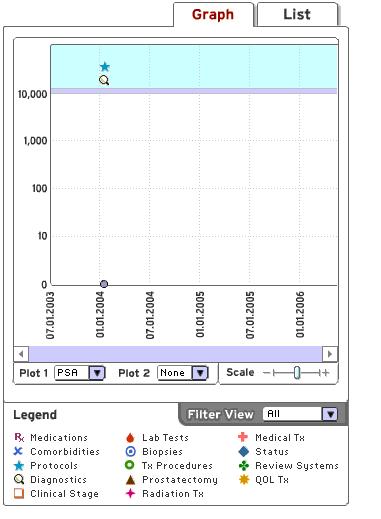 Graph List
10,000
1,000
100
10
0
07.01.2003 01.01.2004 07.01.2004 01.01.2005 07.01.2005 01.01.2006
Plot 1 PSA Plot 2 None Scale
Legend Filter View All
Rx Medications Lab Tests Medical Tx
Comorbidities Biopsies Status
Protocols Tx Procedures Review Systems
Diagnostics Prostatectomy QOL Tx
Clinical Stage Radiation Tx